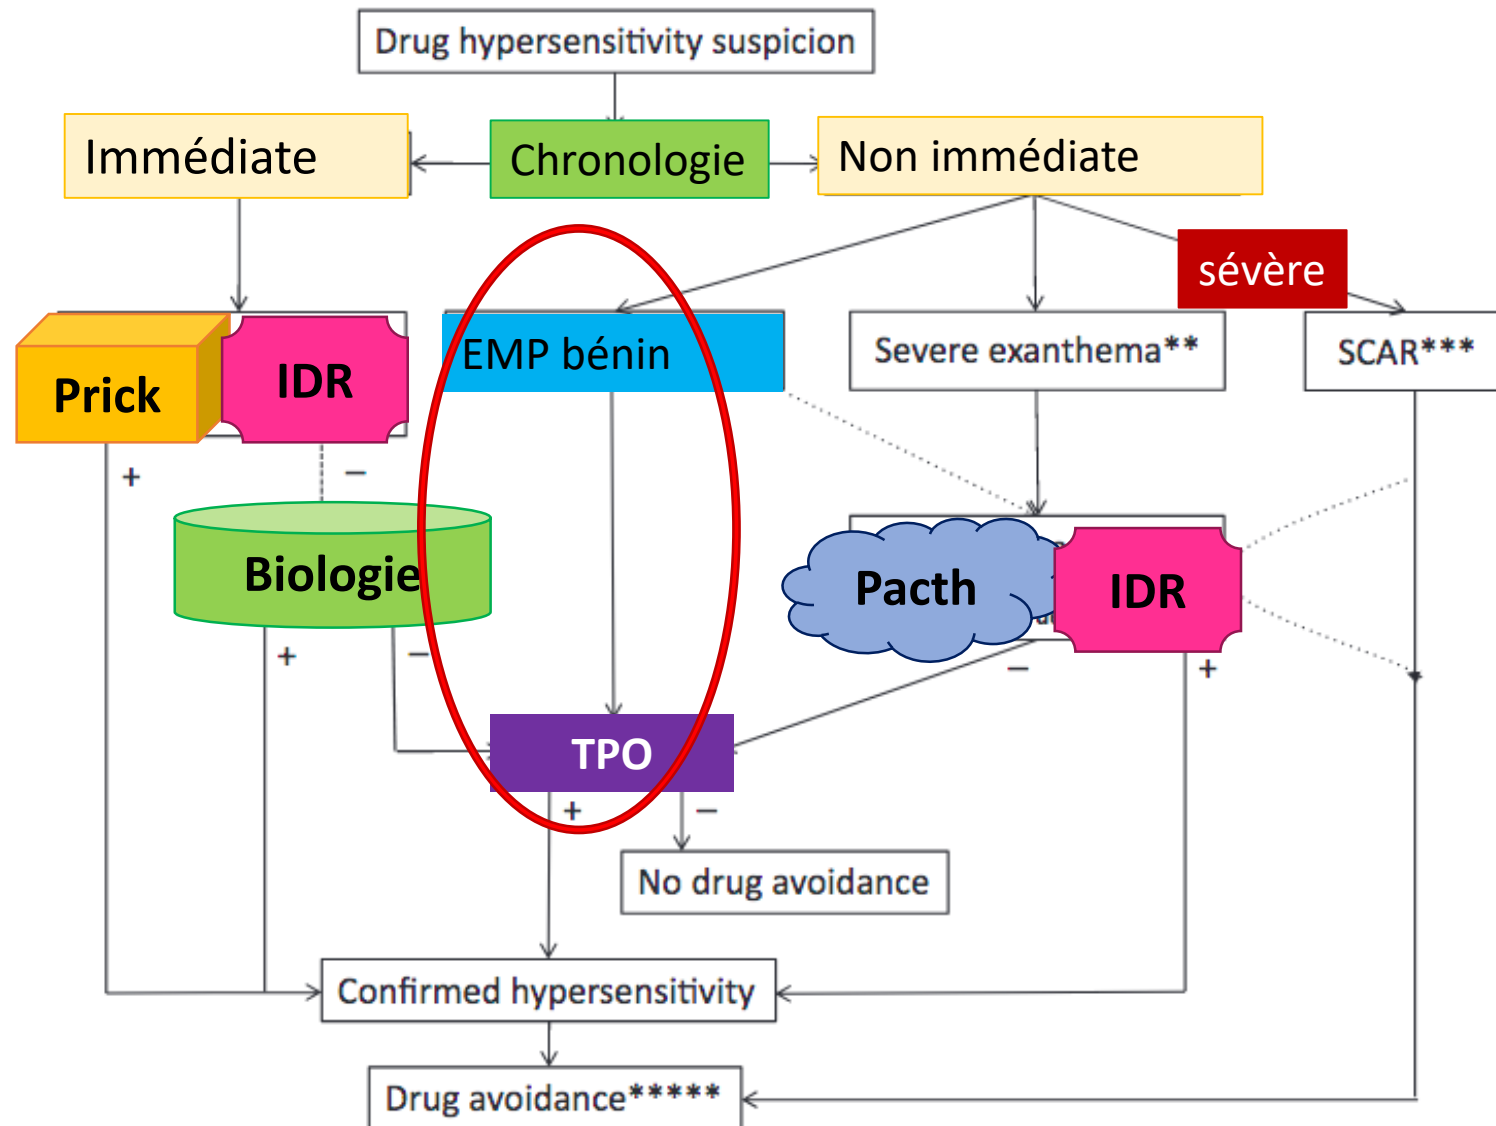 Drug hypersensitivity suspicion
Immédiate
Chronologie
Non immédiate
sévère
Prick
IDR
EMP bénin
Severe exanthema**
SCAR***
+
–
Biologie
Pacth
IDR
+
–
–
+
TPO
+
–
No drug avoidance
Confirmed hypersensitivity
Drug avoidance*****